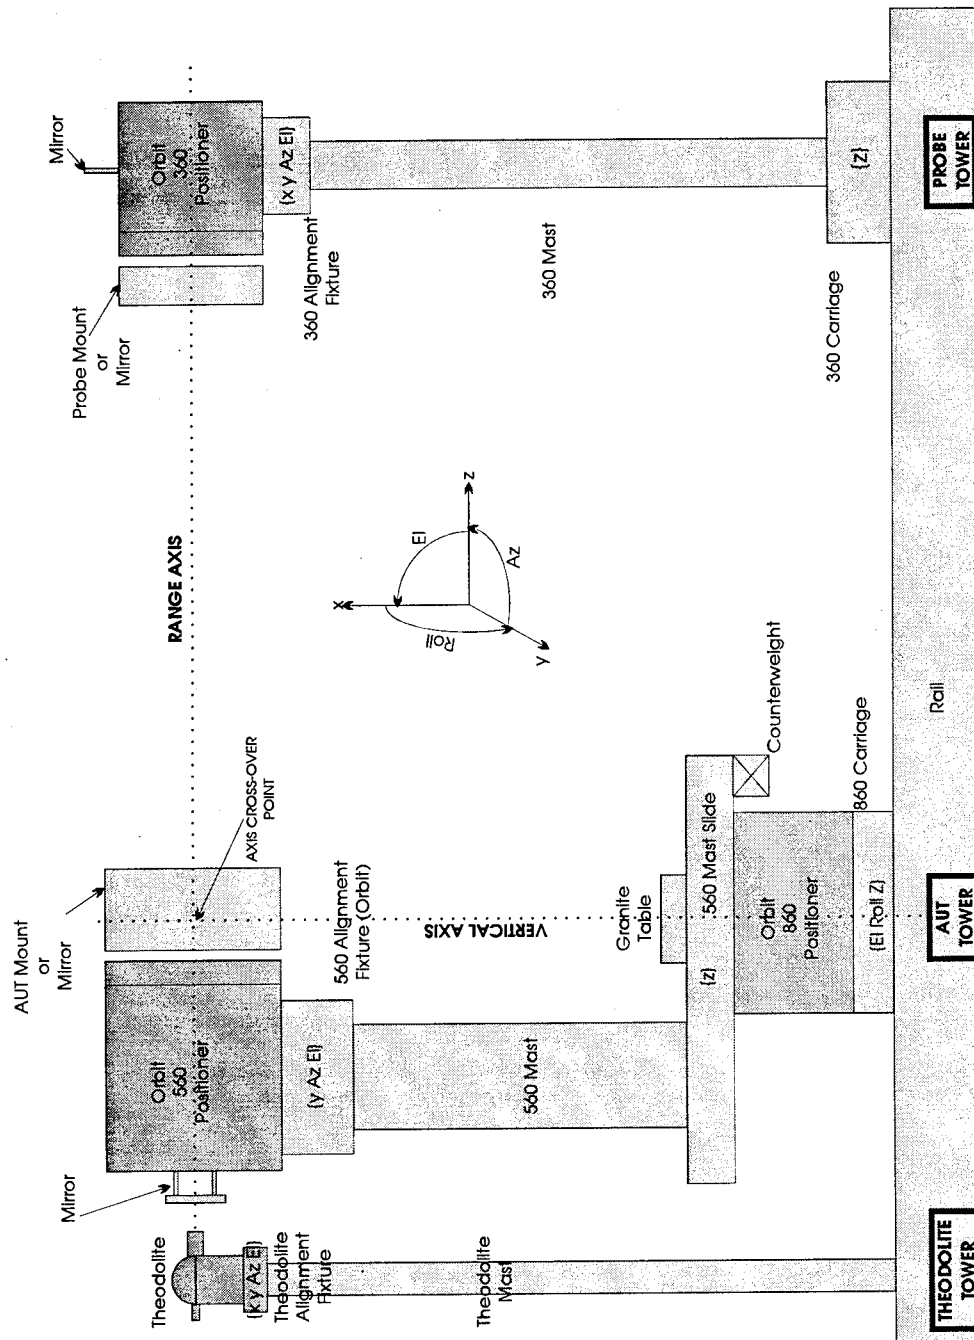 Mirror
Orbit
360
Positioner
{x y Az El}
Probe Mount
or
Mirror
360 Alignment
Fixture
360 Mast
360 Carriage
{z}
PROBE
TOWER
RANGE AXIS
x
z
y
El
Az
Roll
AUT Mount
or
Mirror
AXIS CROSS-OVER
POINT
Orbit
560
Positioner
{y Az El}
560 Alignment
Fixture (Orbit)
VERTICAL AXIS
560 Mast
Granite
Table
560 Mast Slide
{z}
Counterweight
Orbit
860
Positioner
860 Carriage
{El Roll Z}
Rail
AUT
TOWER
Mirror
Theodolite
{x y Az El}
Theodolite
Alignment
Fixture
Theodolite
Mast
THEODOLITE
TOWER